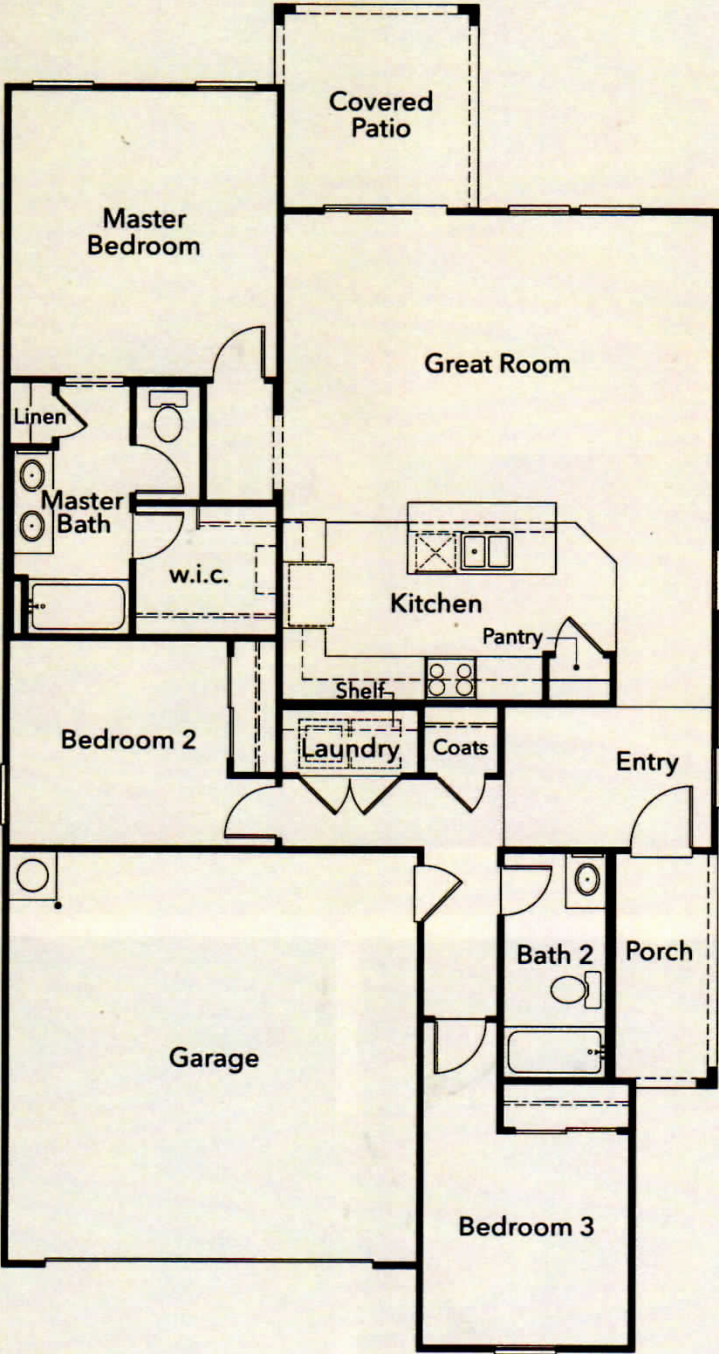 Covered
Patio
Master
Bedroom
Great Room
Linen
Master
Bath
w.i.c.
Kitchen
Pantry
Shelf
Bedroom 2
Laundry
Coats
Entry
Bath 2
Porch
Garage
Bedroom 3